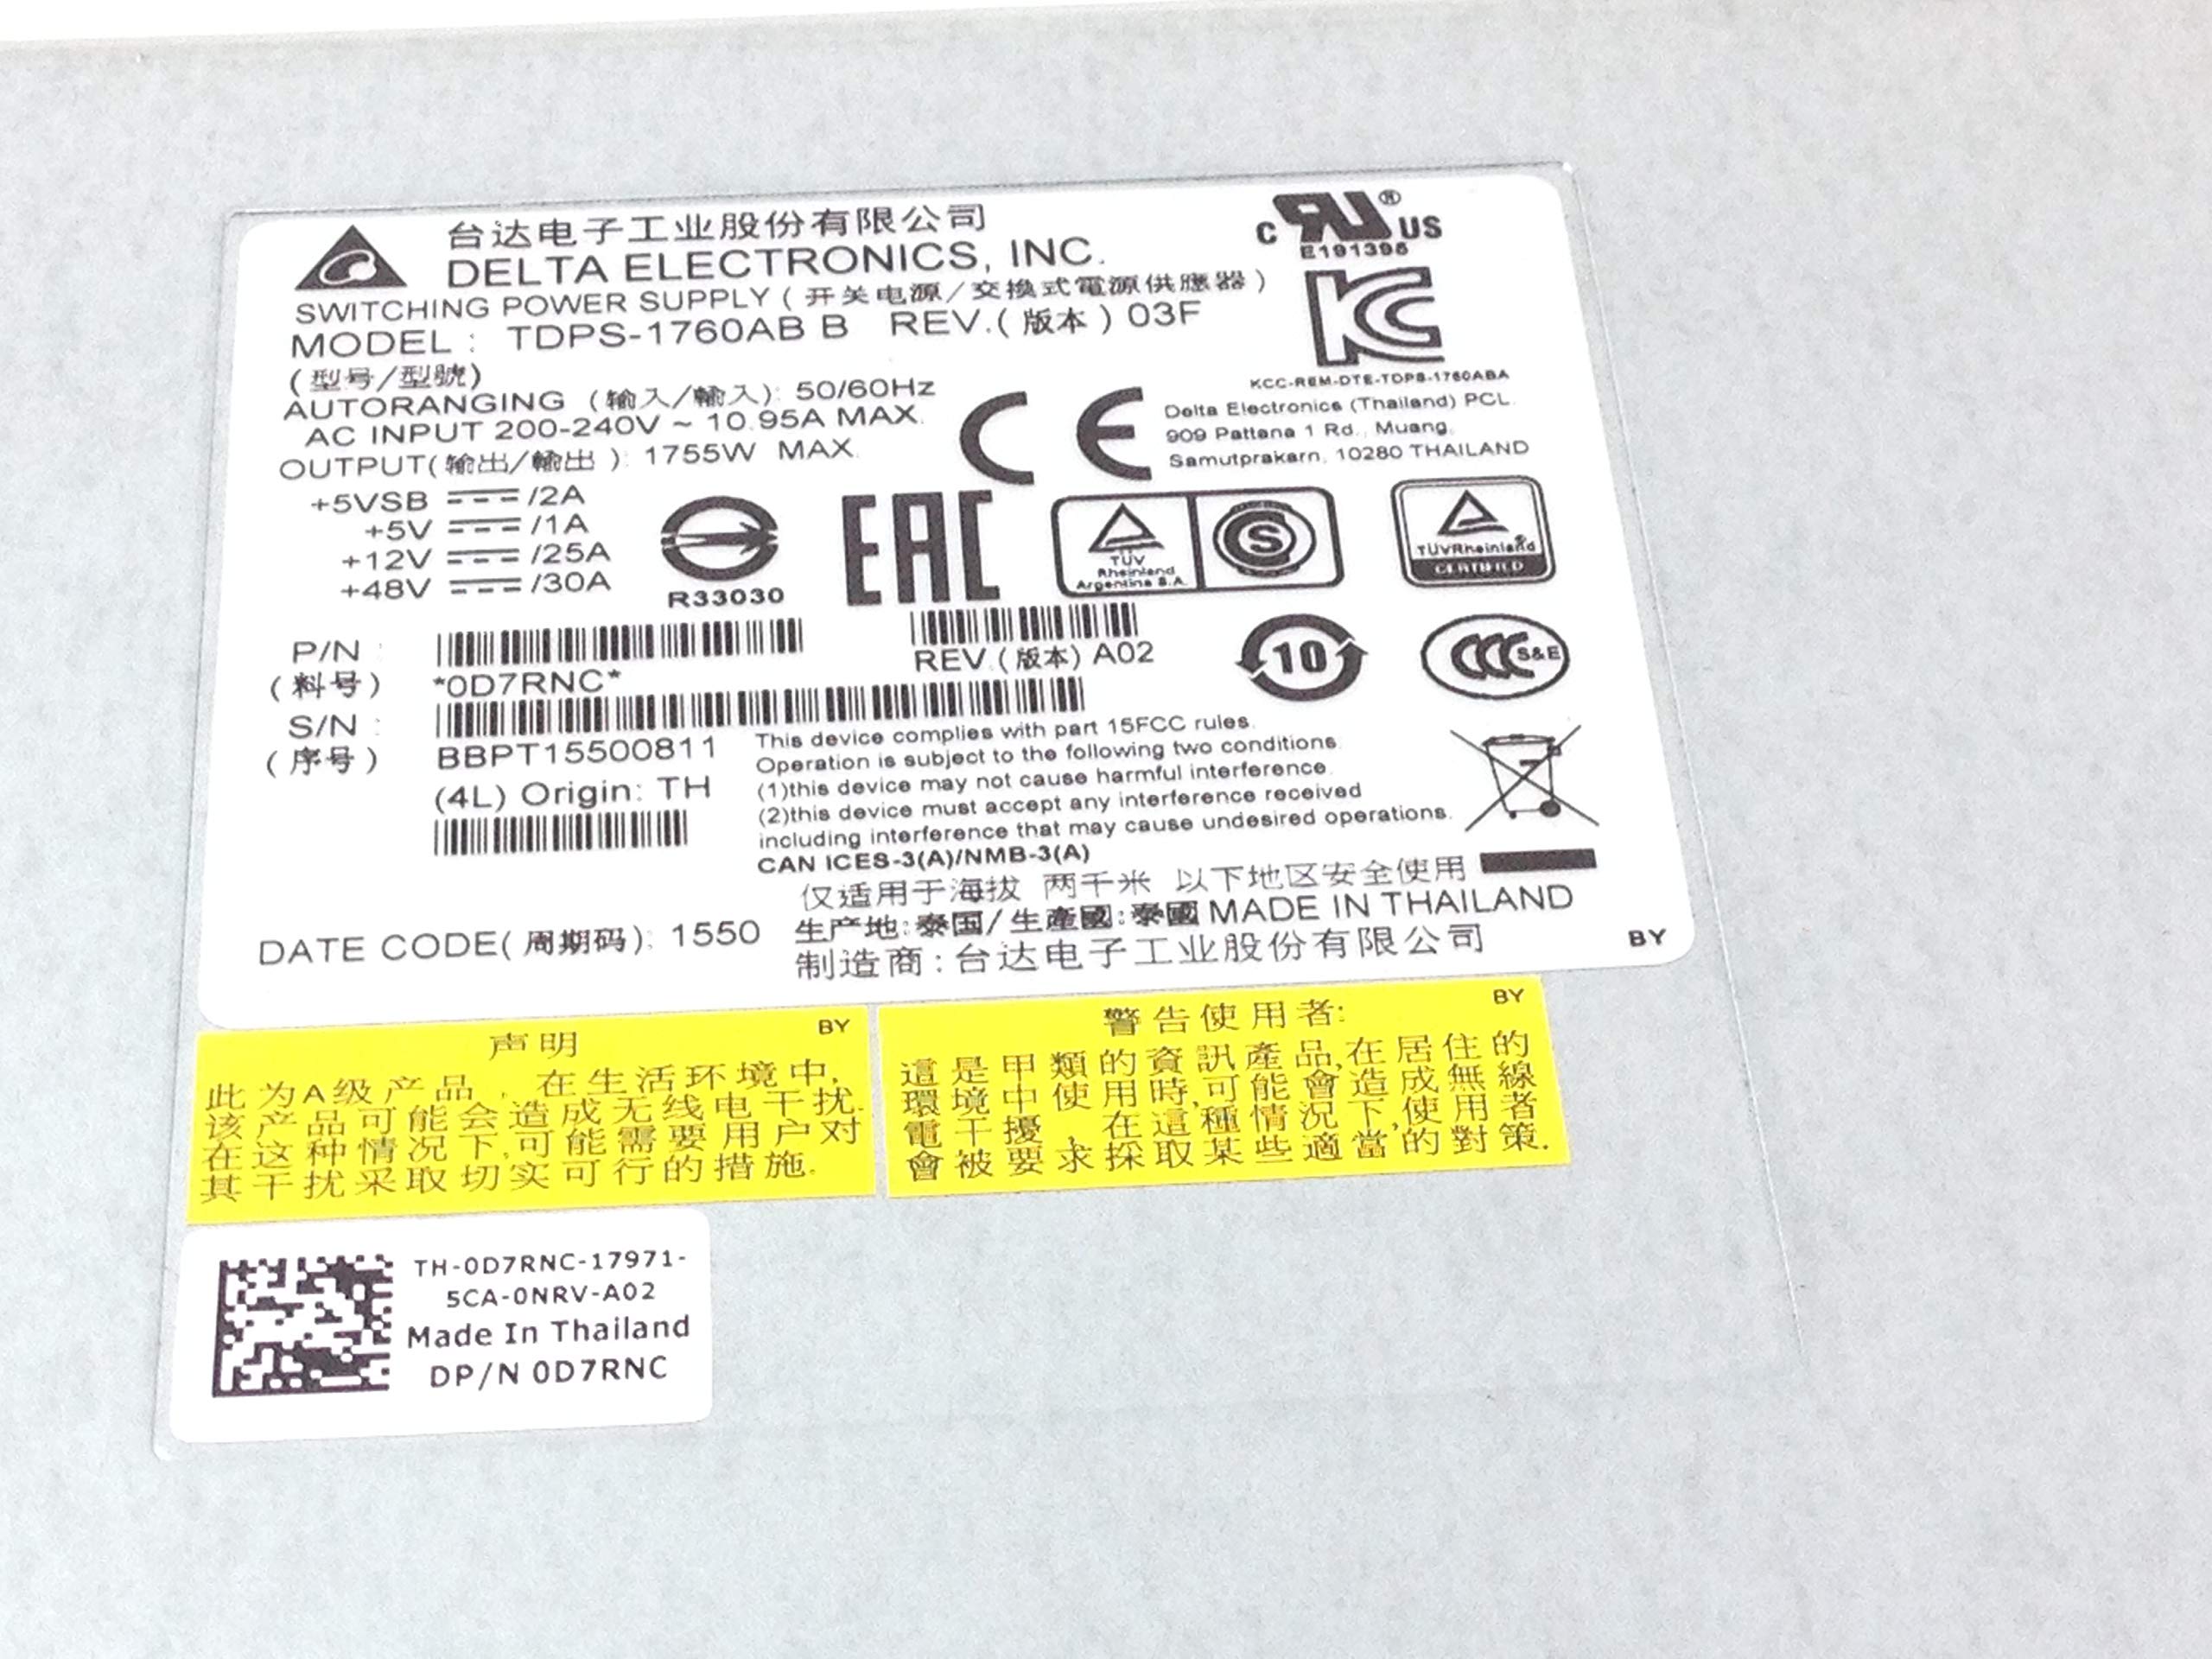 台达电子工业股份有限公司
DELTA ELECTRONICS, INC.
SWITCHING POWER SUPPLY (开关电源/交換式電源供應器)
MODEL : TDPS-1760AB B REV.(版本) 03F
(型号/型號)
AUTORANGING (输入/輸入): 50/60Hz
AC INPUT 200-240V ~ 10.95A MAX.
OUTPUT(输出/輸出): 1755W MAX.
+5VSB ⎓ /2A
+5V ⎓ /1A
+12V ⎓ /25A
+48V ⎓ /30A
C RU® US
E191395
KC
KCC-REM-DTE-TDPS-1760ABA
Delta Electronics (Thailand) PCL.
909 Pattana 1 Rd., Muang,
Samutprakarn, 10280 THAILAND
CE
R33030
EAC
TÜV
Rheinland
Argentina S.A.
S
TÜVRheinland®
CERTIFIED
P/N :
(料号)
*0D7RNC*
REV.(版本) A02
10
CCC S&E
S/N :
(序号)
BBPT15500811
(4L) Origin: TH
This device complies with part 15FCC rules.
Operation is subject to the following two conditions.
(1)this device may not cause harmful interference.
(2)this device must accept any interference received
including interference that may cause undesired operations.
CAN ICES-3(A)/NMB-3(A)
仅适用于海拔 两千米 以下地区安全使用
生产地:泰国/生產國:泰國 MADE IN THAILAND
DATE CODE(周期码): 1550
制造商:台达电子工业股份有限公司
BY
声明 BY
此为A级产品,在生活环境中,
该产品可能会造成无线电干扰.
在这种情况下,可能需要用户对
其干扰采取切实可行的措施.
警告使用者: BY
這是甲類的資訊產品,在居住的
環境中使用時,可能會造成無線
電干擾,在這種情況下,使用者
會被要求採取某些適當的對策.
TH-0D7RNC-17971-
5CA-0NRV-A02
Made In Thailand
DP/N 0D7RNC